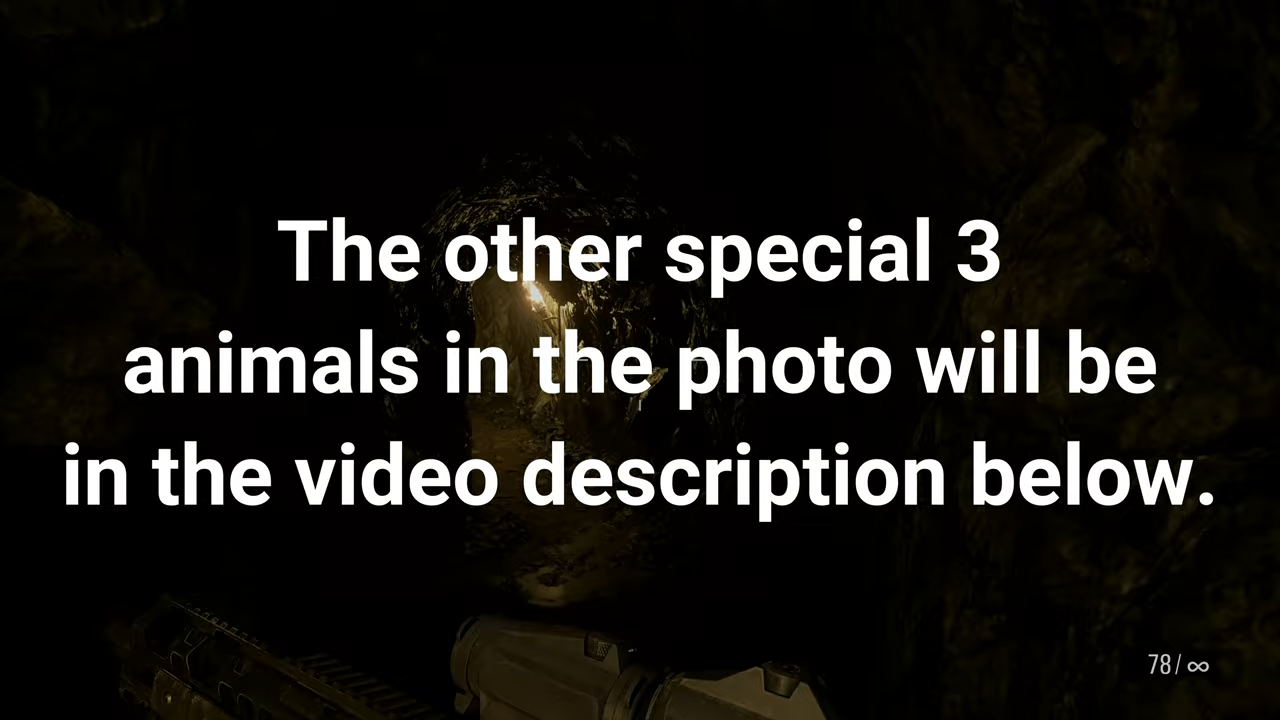 The other special 3
animals in the photo will be
in the video description below.
78/∞